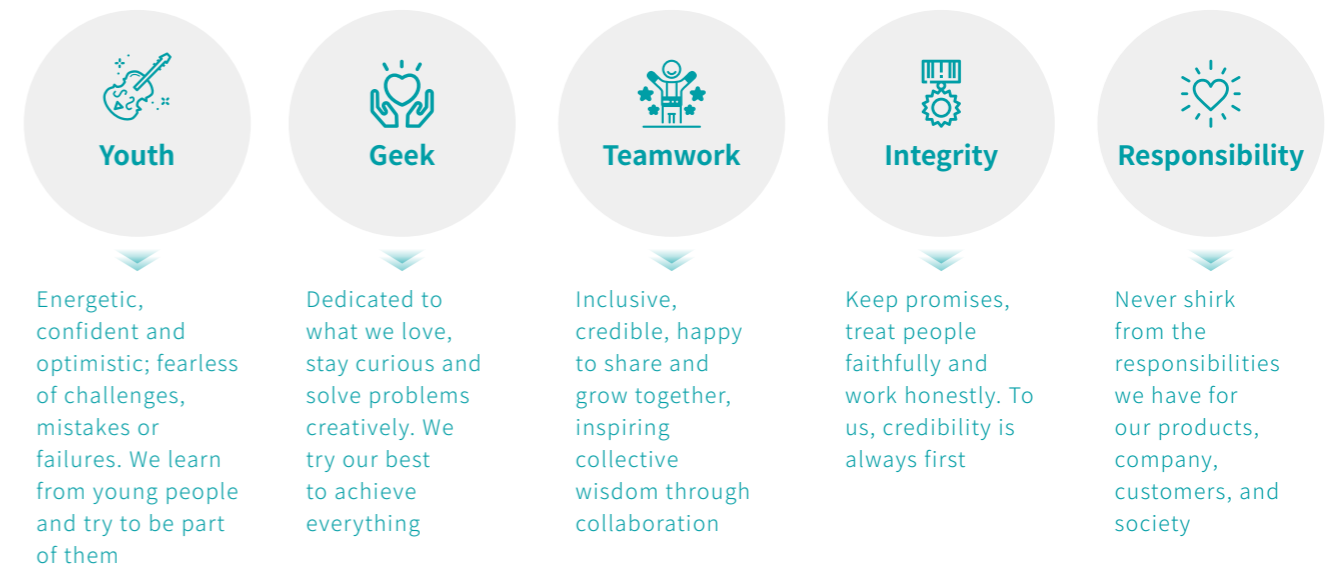 Youth
Energetic,
confident and
optimistic; fearless
of challenges,
mistakes or
failures. We learn
from young people
and try to be part
of them
Geek
Dedicated to
what we love,
stay curious and
solve problems
creatively. We
try our best
to achieve
everything
Teamwork
Inclusive,
credible, happy
to share and
grow together,
inspiring
collective
wisdom through
collaboration
Integrity
Keep promises,
treat people
faithfully and
work honestly. To
us, credibility is
always first
Responsibility
Never shirk
from the
responsibilities
we have for
our products,
company,
customers, and
society